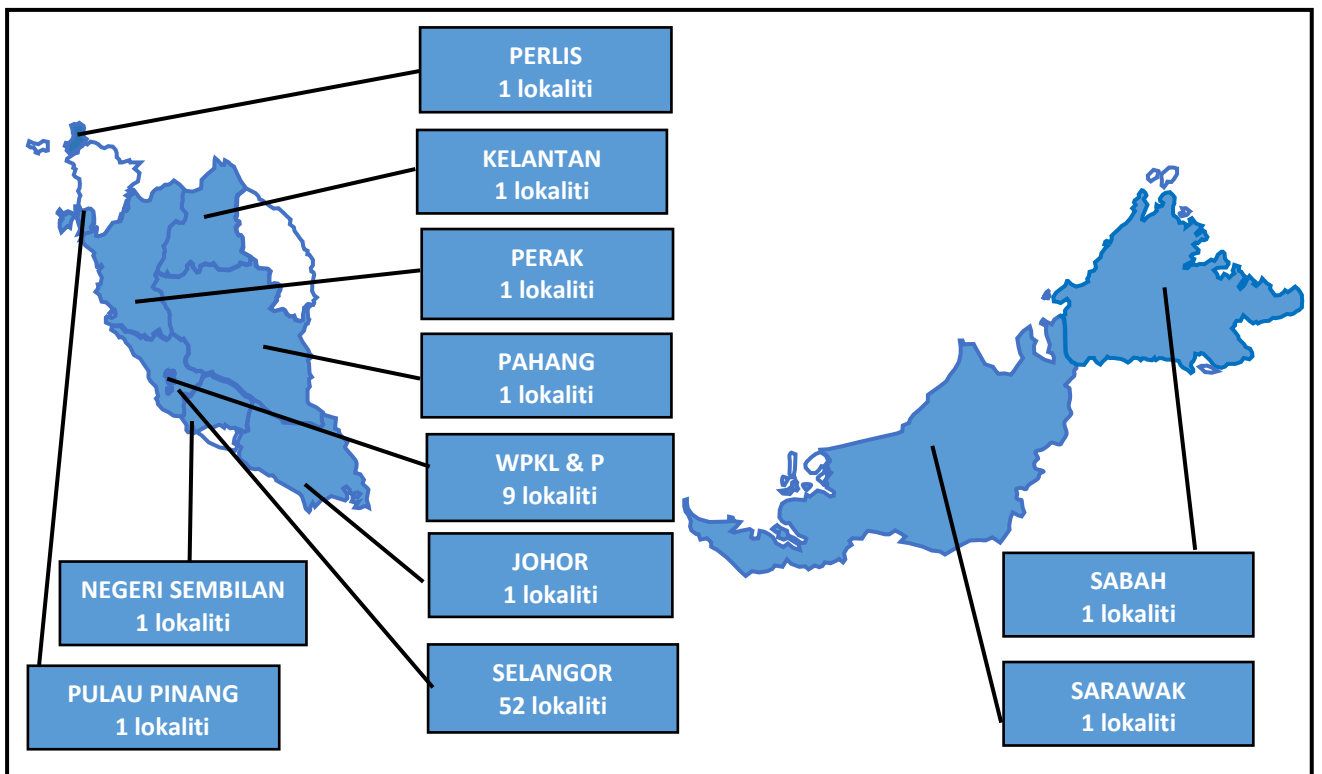 PERLIS
1 lokaliti
KELANTAN
1 lokaliti
PERAK
1 lokaliti
PAHANG
1 lokaliti
WPKL & P
9 lokaliti
JOHOR
1 lokaliti
NEGERI SEMBILAN
1 lokaliti
SELANGOR
52 lokaliti
PULAU PINANG
1 lokaliti
SABAH
1 lokaliti
SARAWAK
1 lokaliti